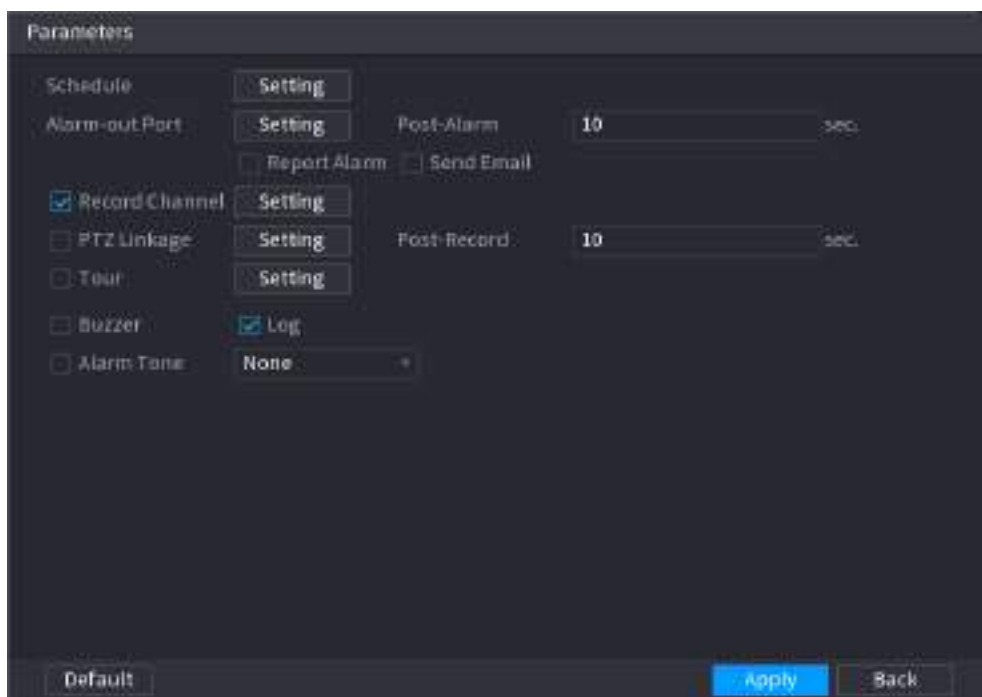 Parameters
Schedule Setting
Alarm-out Port Setting Post-Alarm 10 sec.
Report Alarm Send Email
Record Channel Setting
PTZ Linkage Setting Post-Record 10 sec.
Tour Setting
Buzzer Log
Alarm Tone None
Default Apply Back